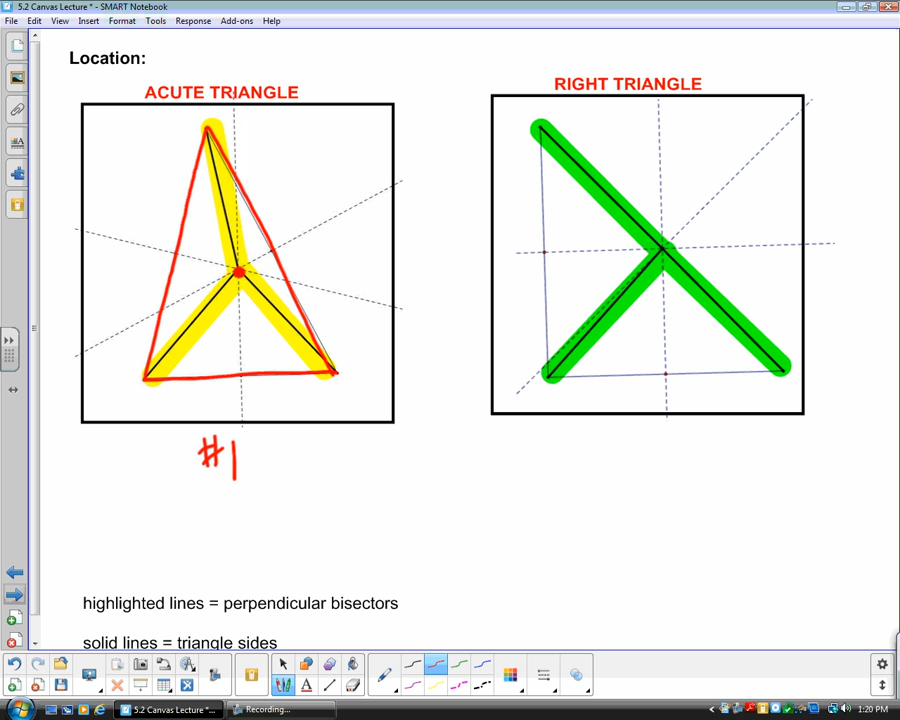 5.2 Canvas Lecture * - SMART Notebook
File Edit View Insert Format Tools Response Add-ons Help
Location:
ACUTE TRIANGLE
RIGHT TRIANGLE
#1
highlighted lines = perpendicular bisectors
solid lines = triangle sides
5.2 Canvas Lecture *"...
Recording...
1:20 PM